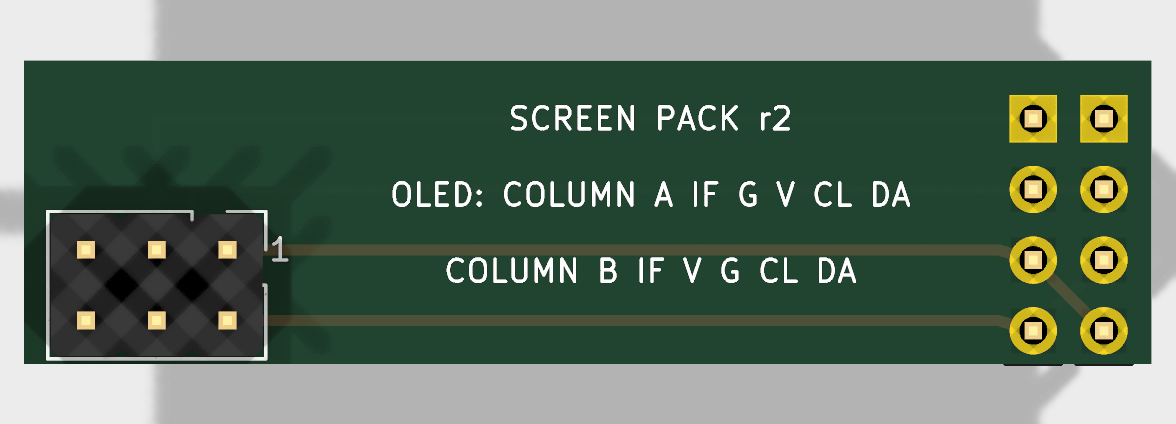 SCREEN PACK r2
OLED: COLUMN A IF G V CL DA
1
COLUMN B IF V G CL DA